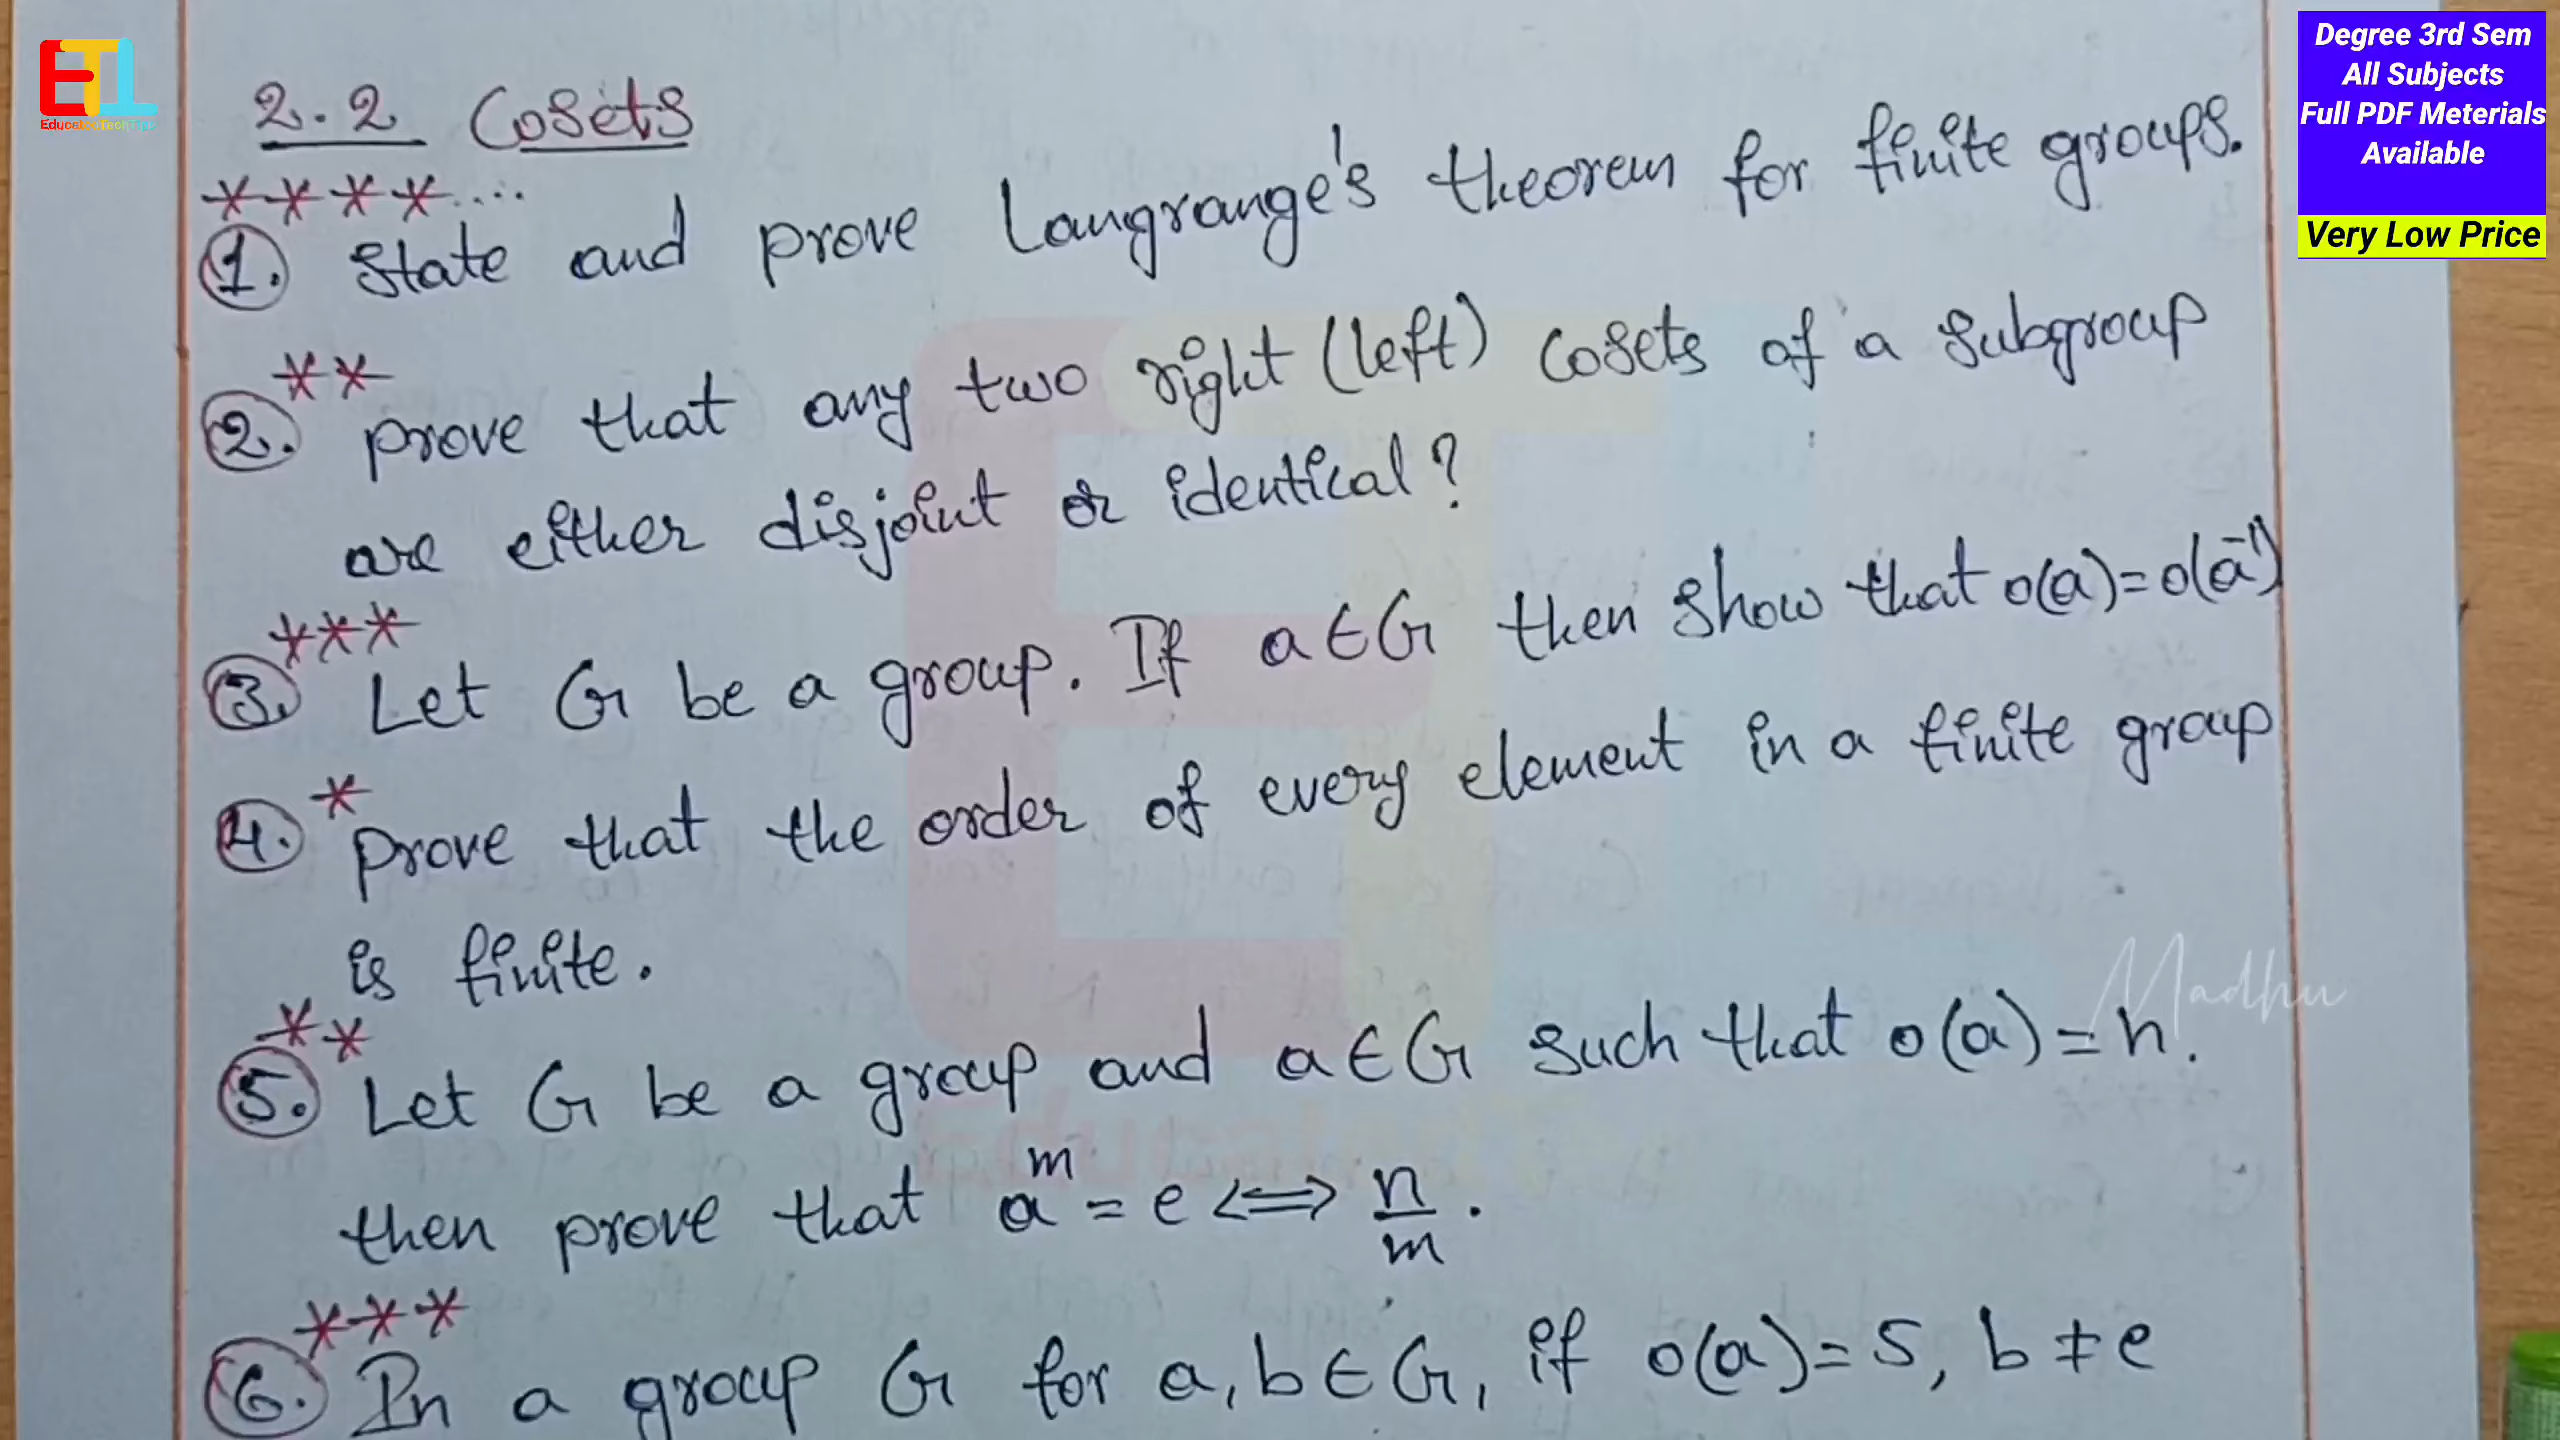 ETL
EducationTechTips
Degree 3rd Sem
All Subjects
Full PDF Meterials
Available
Very Low Price
2.2 Cosets
****....
1. State and prove Langrange's theorem for finite groups.
**
2. prove that any two right (left) cosets of a subgroup
are either disjoint or identical?
***
3. Let G be a group. If a∈G then show that o(a)=o(a⁻¹)
*
4. prove that the order of every element in a finite group
is finite.
**
5. Let G be a group and a∈G such that o(a)=n.
then prove that aᵐ = e <=> n/m.
***
6. In a group G for a, b∈G, if o(a)=5, b≠e
Madhu